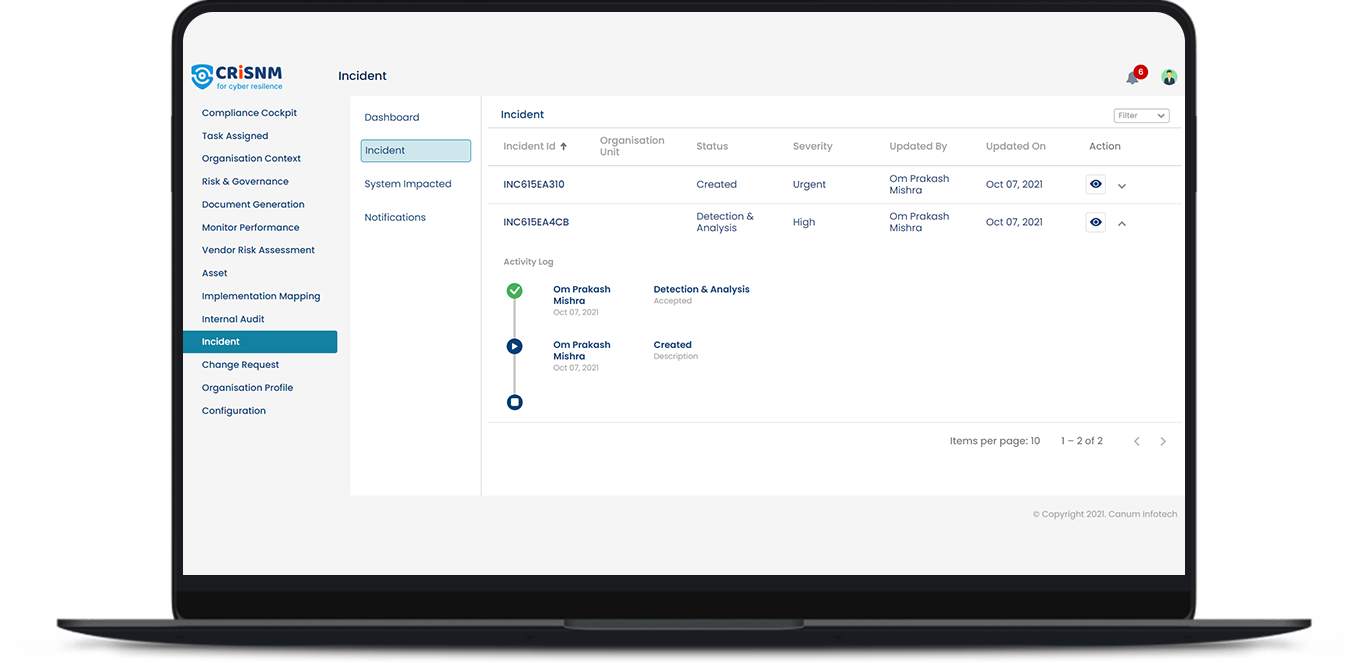 CRiSNM
for cyber resilence
Incident
6
Compliance Cockpit
Task Assigned
Organisation Context
Risk & Governance
Document Generation
Monitor Performance
Vendor Risk Assessment
Asset
Implementation Mapping
Internal Audit
Incident
Change Request
Organisation Profile
Configuration
Dashboard
Incident
System Impacted
Notifications
Incident
Filter
Incident Id
Organisation
Unit
Status
Severity
Updated By
Updated On
Action
INC615EA310
Created
Urgent
Om Prakash
Mishra
Oct 07, 2021
INC615EA4CB
Detection &
Analysis
High
Om Prakash
Mishra
Oct 07, 2021
Activity Log
Om Prakash
Mishra
Oct 07, 2021
Detection & Analysis
Accepted
Om Prakash
Mishra
Oct 07, 2021
Created
Description
Items per page: 10
1 – 2 of 2
© Copyright 2021. Canum Infotech